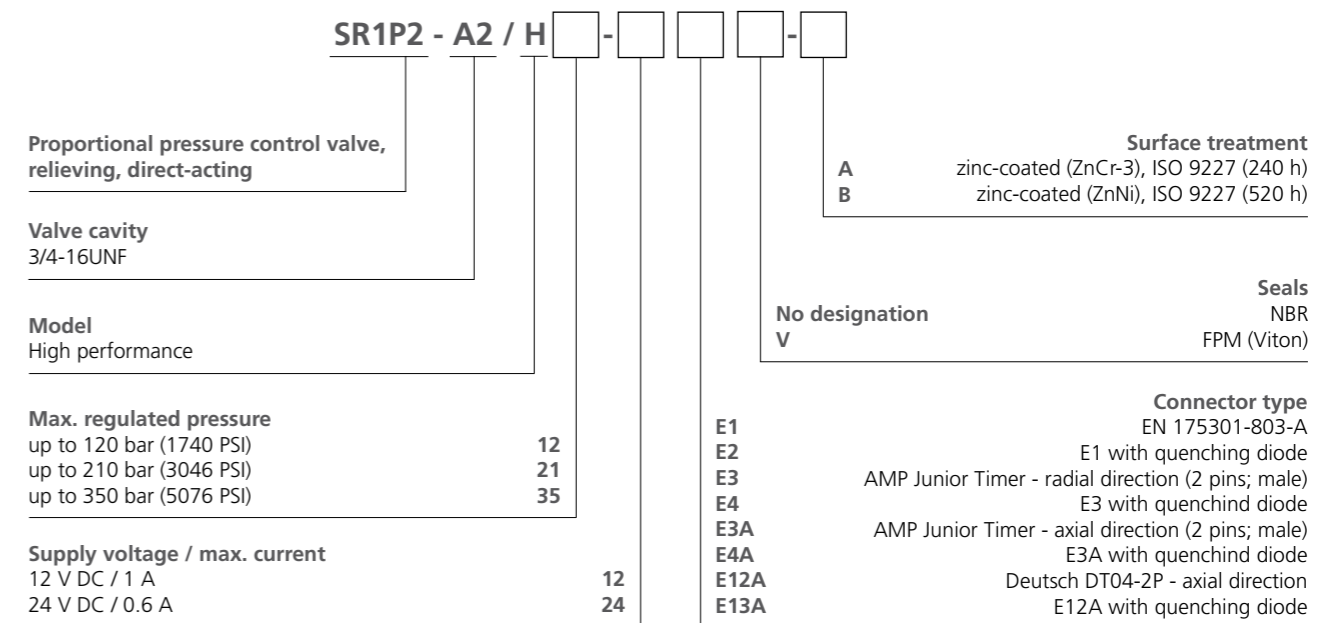 SR1P2 - A2 / H - -
Proportional pressure control valve,
relieving, direct-acting
Valve cavity
3/4-16UNF
Model
High performance
Max. regulated pressure
up to 120 bar (1740 PSI) 12
up to 210 bar (3046 PSI) 21
up to 350 bar (5076 PSI) 35
Supply voltage / max. current
12 V DC / 1 A 12
24 V DC / 0.6 A 24
Surface treatment
A zinc-coated (ZnCr-3), ISO 9227 (240 h)
B zinc-coated (ZnNi), ISO 9227 (520 h)
Seals
No designation NBR
V FPM (Viton)
Connector type
E1 EN 175301-803-A
E2 E1 with quenching diode
E3 AMP Junior Timer - radial direction (2 pins; male)
E4 E3 with quenchind diode
E3A AMP Junior Timer - axial direction (2 pins; male)
E4A E3A with quenchind diode
E12A Deutsch DT04-2P - axial direction
E13A E12A with quenching diode